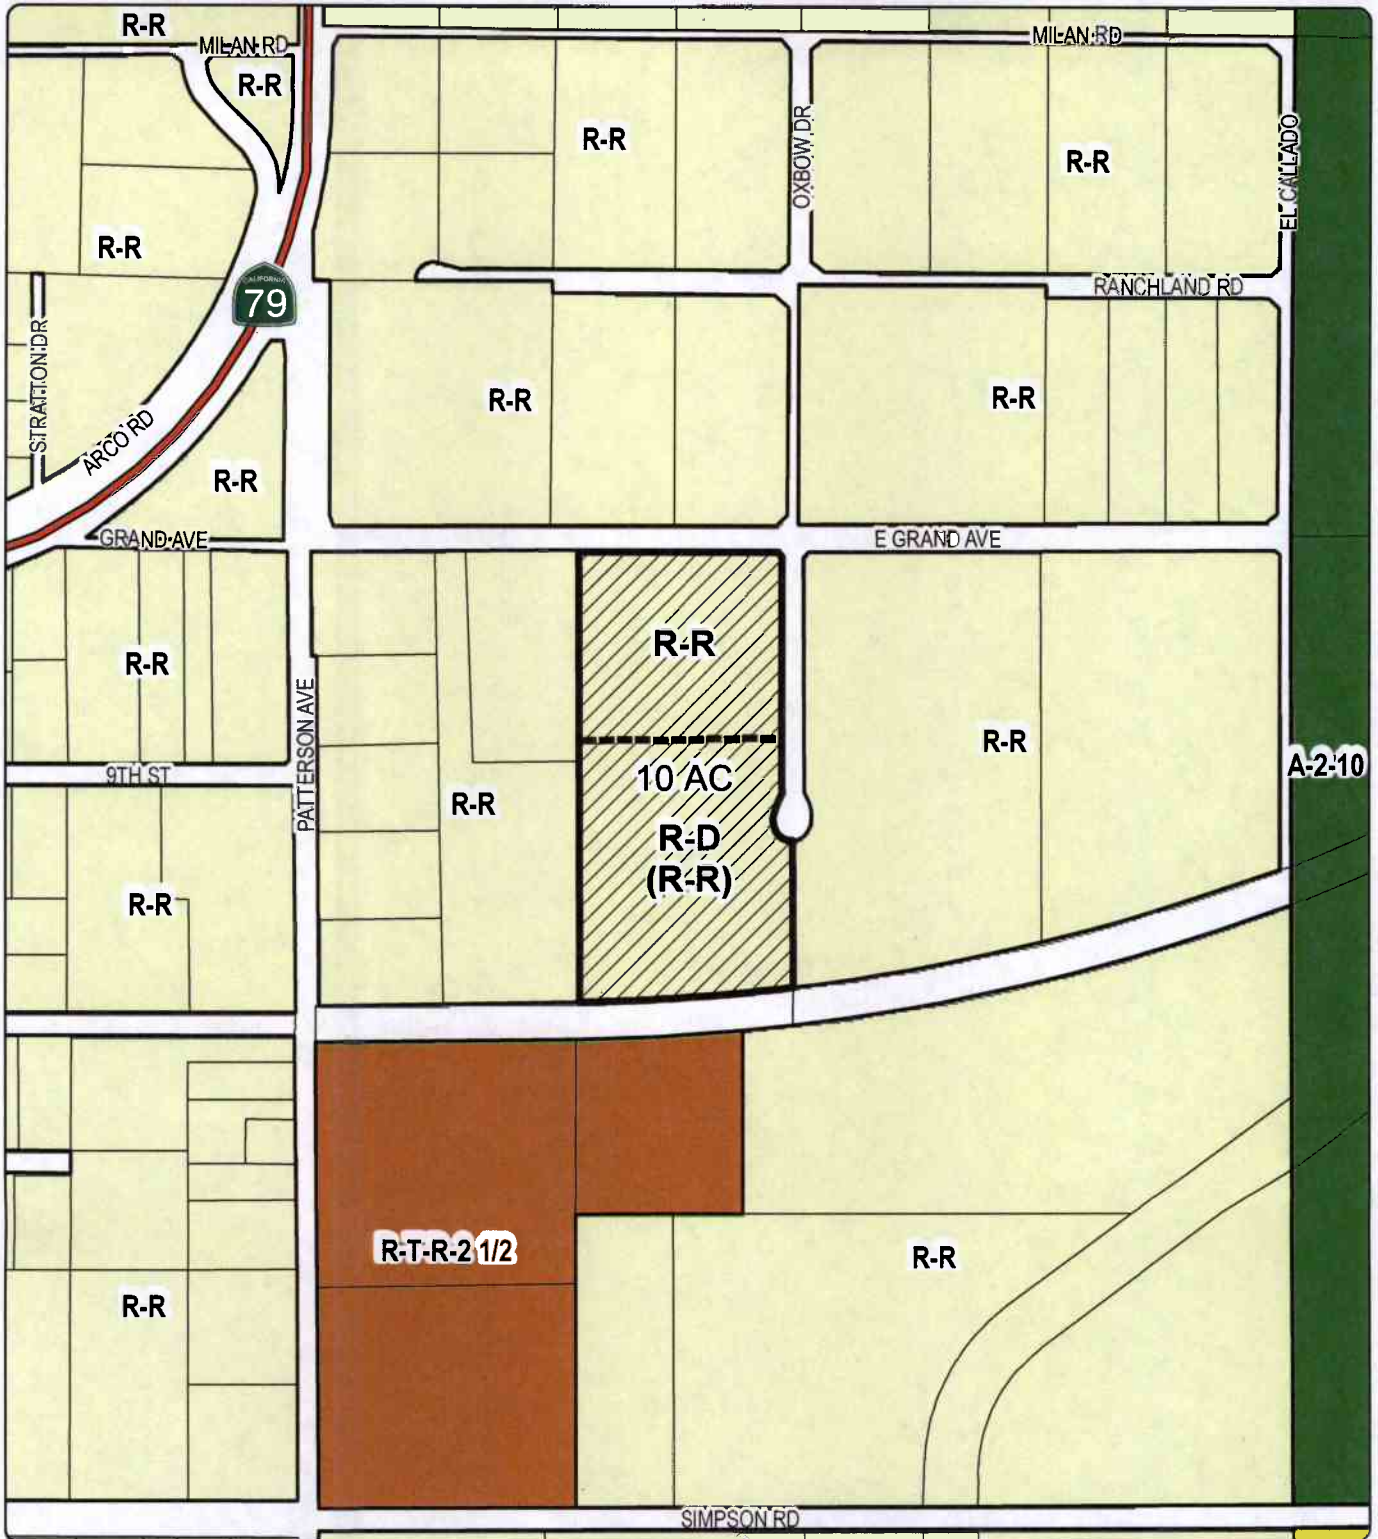 R-R
MILAN RD
MILAN RD
R-R
R-R
OXBOW DR
R-R
EL CALLADO
R-R
CALIFORNIA
79
RANCHLAND RD
STRATTON DR
R-R
R-R
ARCO RD
R-R
GRAND AVE
E GRAND AVE
R-R
R-R
PATTERSON AVE
R-R
A-2-10
9TH ST
10 AC
R-R
R-D
(R-R)
R-R
R-T-R-2 1/2
R-R
R-R
SIMPSON RD